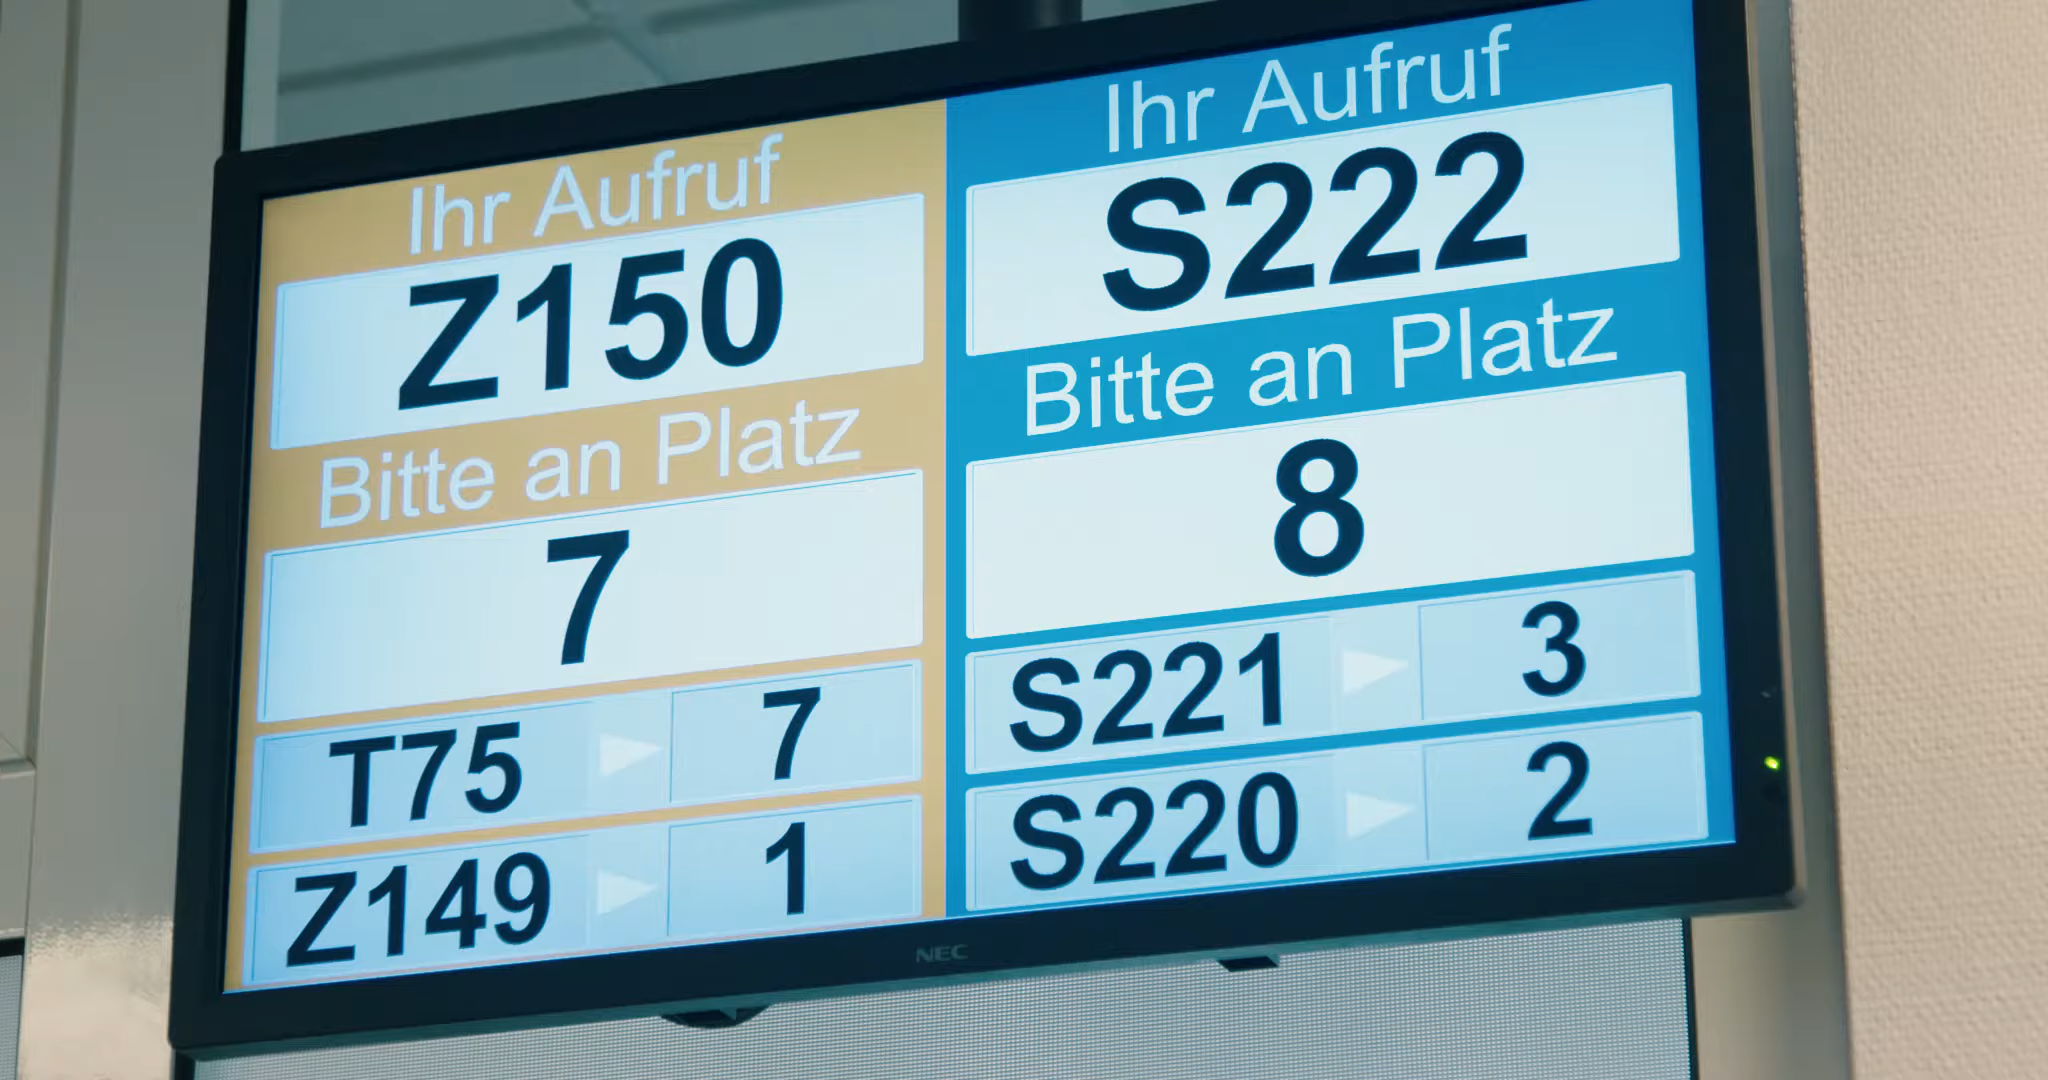 Ihr Aufruf
Z150
Bitte an Platz
7
T75 7
Z149 1
Ihr Aufruf
S222
Bitte an Platz
8
S221 3
S220 2
NEC